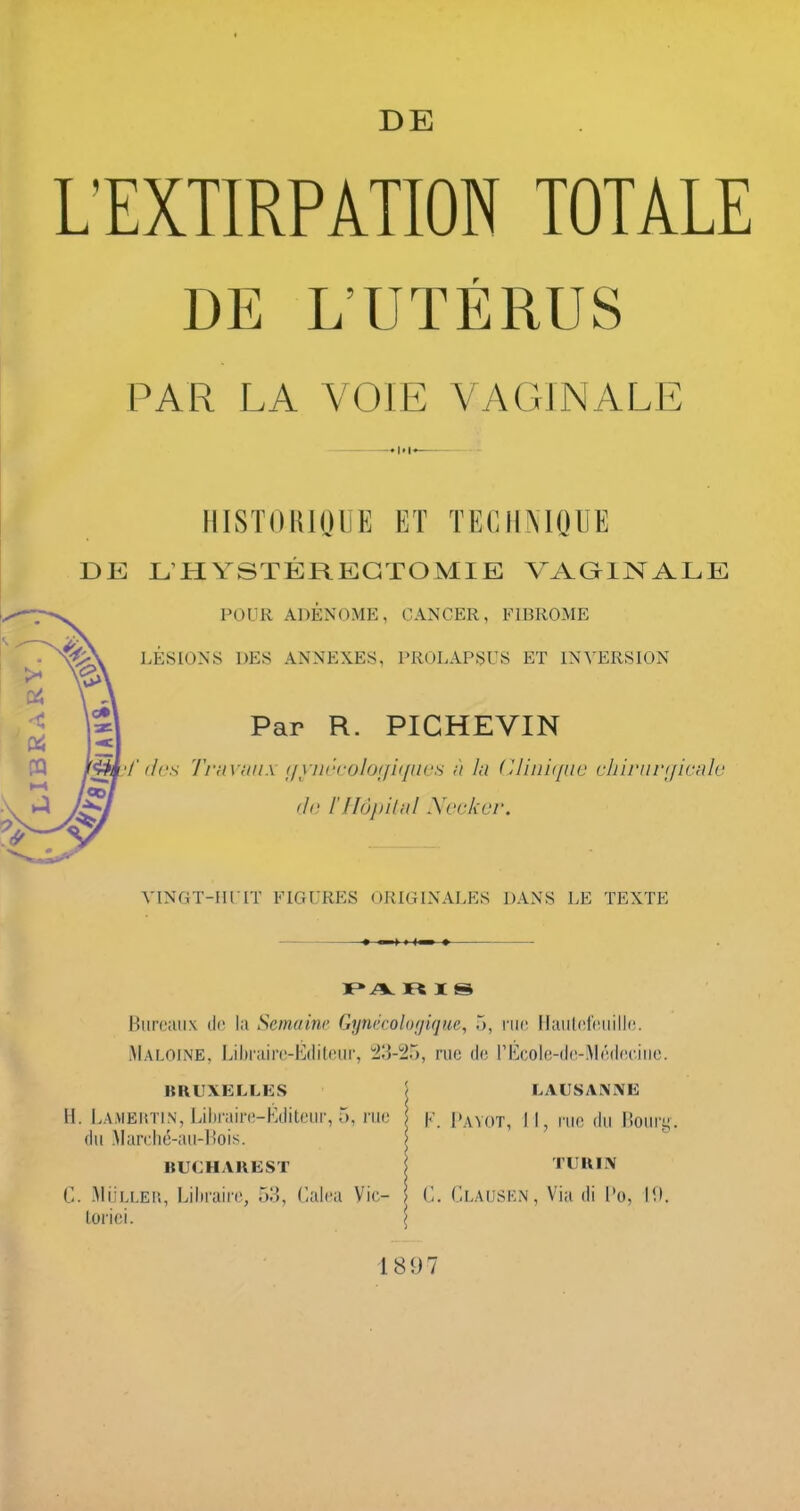 DE
L'EXTIRPATION TOTALE
DE L'UTÉRUS
PAR LA VOIE VAGINALE
HISTORIQUE ET TECHNIQUE
DE L'HYSTÉRECTOMIE VAGINALE
POUR ADÉNOME, CANCER, FIBROME
LÉSIONS DES ANNEXES, PROLAPSUS ET INVERSION
Par R. PICHEVIN
des Travaux gynécologiques à la Clinique chirurgicale
de l'Hôpital Necker.
LIBRARY.
VINGT-HUIT FIGURES ORIGINALES DANS LE TEXTE
PARIS
Bureaux de la Semaine Gynécologique, 5, rue Hautefeuille.
MALOINE, Libraire-Éditeur, 23-25, rue de l'École-de-Médecine.
BRUXELLES
H. LAMERTIN, Libraire-Éditeur, 5, rue
du Marché-au-Bois.
BUCHAREST
C. MÜLLER, Libraire, 53, Calea Vic-
torici.
LAUSANNE
F. PAYOT, 11, rue du Bourg.
TURIN
C. CLAUSEN, Via di Po, 19.
1897